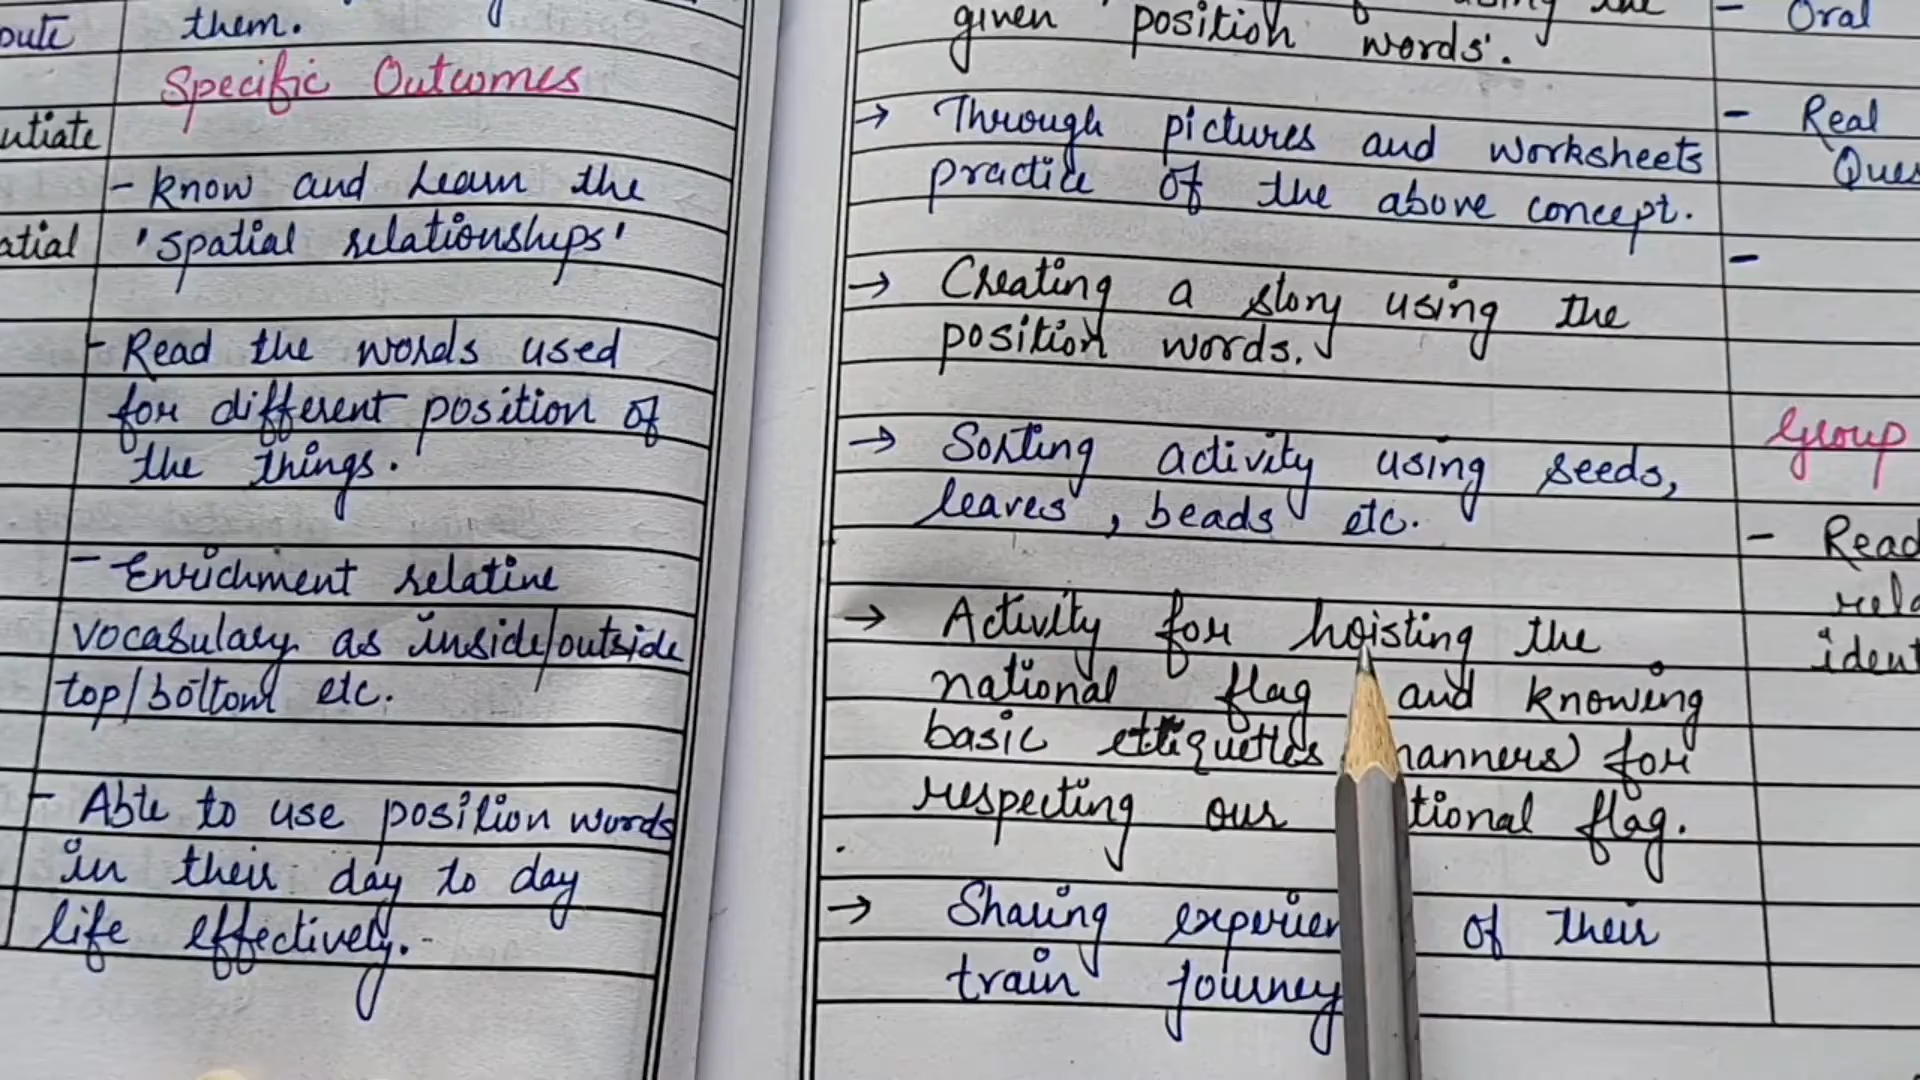 them.
Specific Outcomes
- know and Learn the
'spatial relationships'
- Read the words used
for different position of
the things.
- Enrichment relative
vocabulary as inside/outside
top/bottom etc.
- Able to use position words
in their day to day
life effectively.
given position words'.
→ Through pictures and worksheets
practice of the above concept.
→ Creating a story using the
position words.
→ Sorting activity using seeds,
leaves, beads etc.
→ Activity for hoisting the
national flag and knowing
basic ettiquettes for
respecting our flag.
→ Sharing of their
train journey
- Oral
- Real
-
Group
- Read